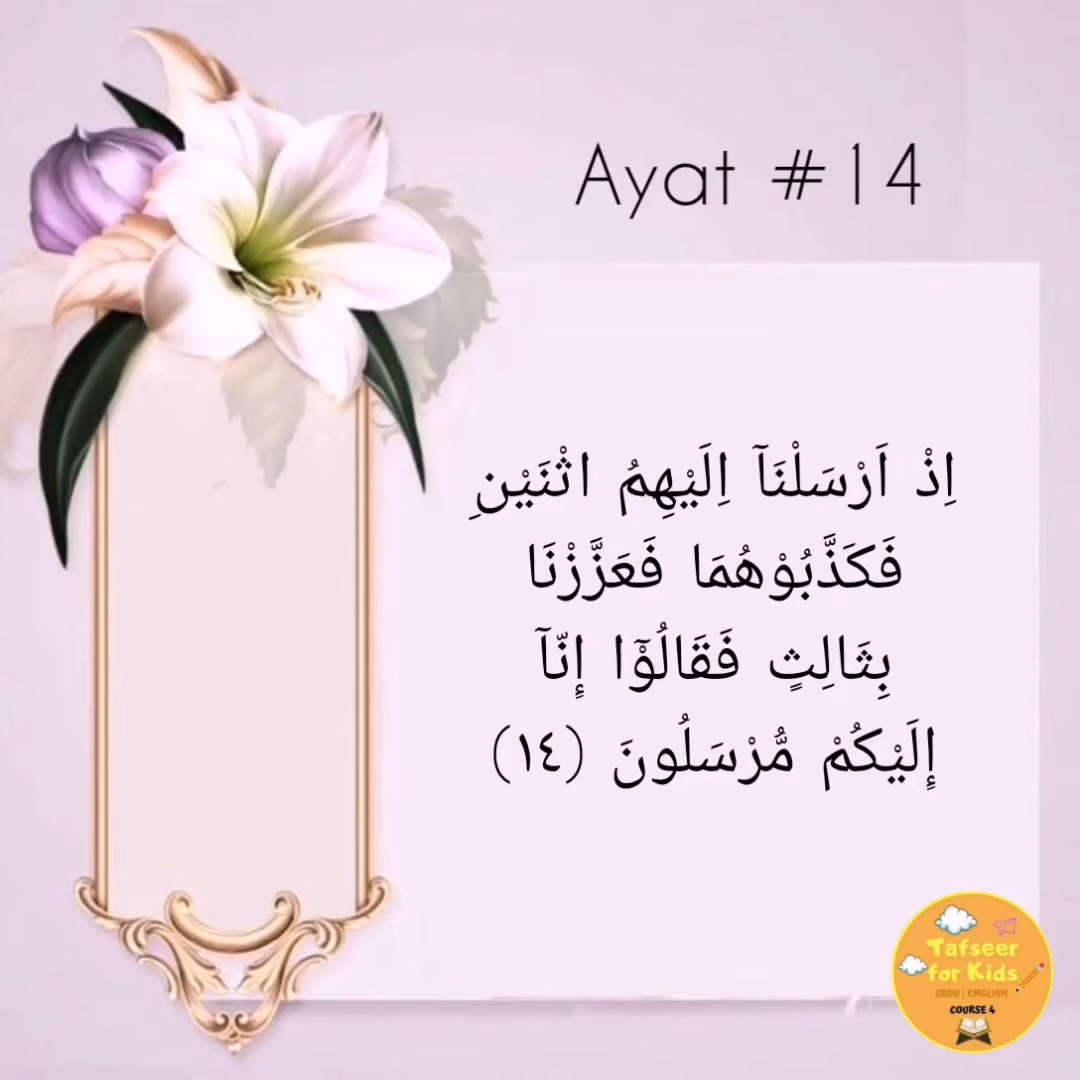 Ayat #14
اِذْ اَرْسَلْنَآ اِلَيْهِمُ اثْنَيْنِ
فَكَذَّبُوْهُمَا فَعَزَّزْنَا
بِثَالِثٍ فَقَالُوْٓا إِنَّآ
إِلَيْكُمْ مُّرْسَلُونَ (١٤)
Tafseer
for Kids
URDU | ENGLISH
COURSE 4